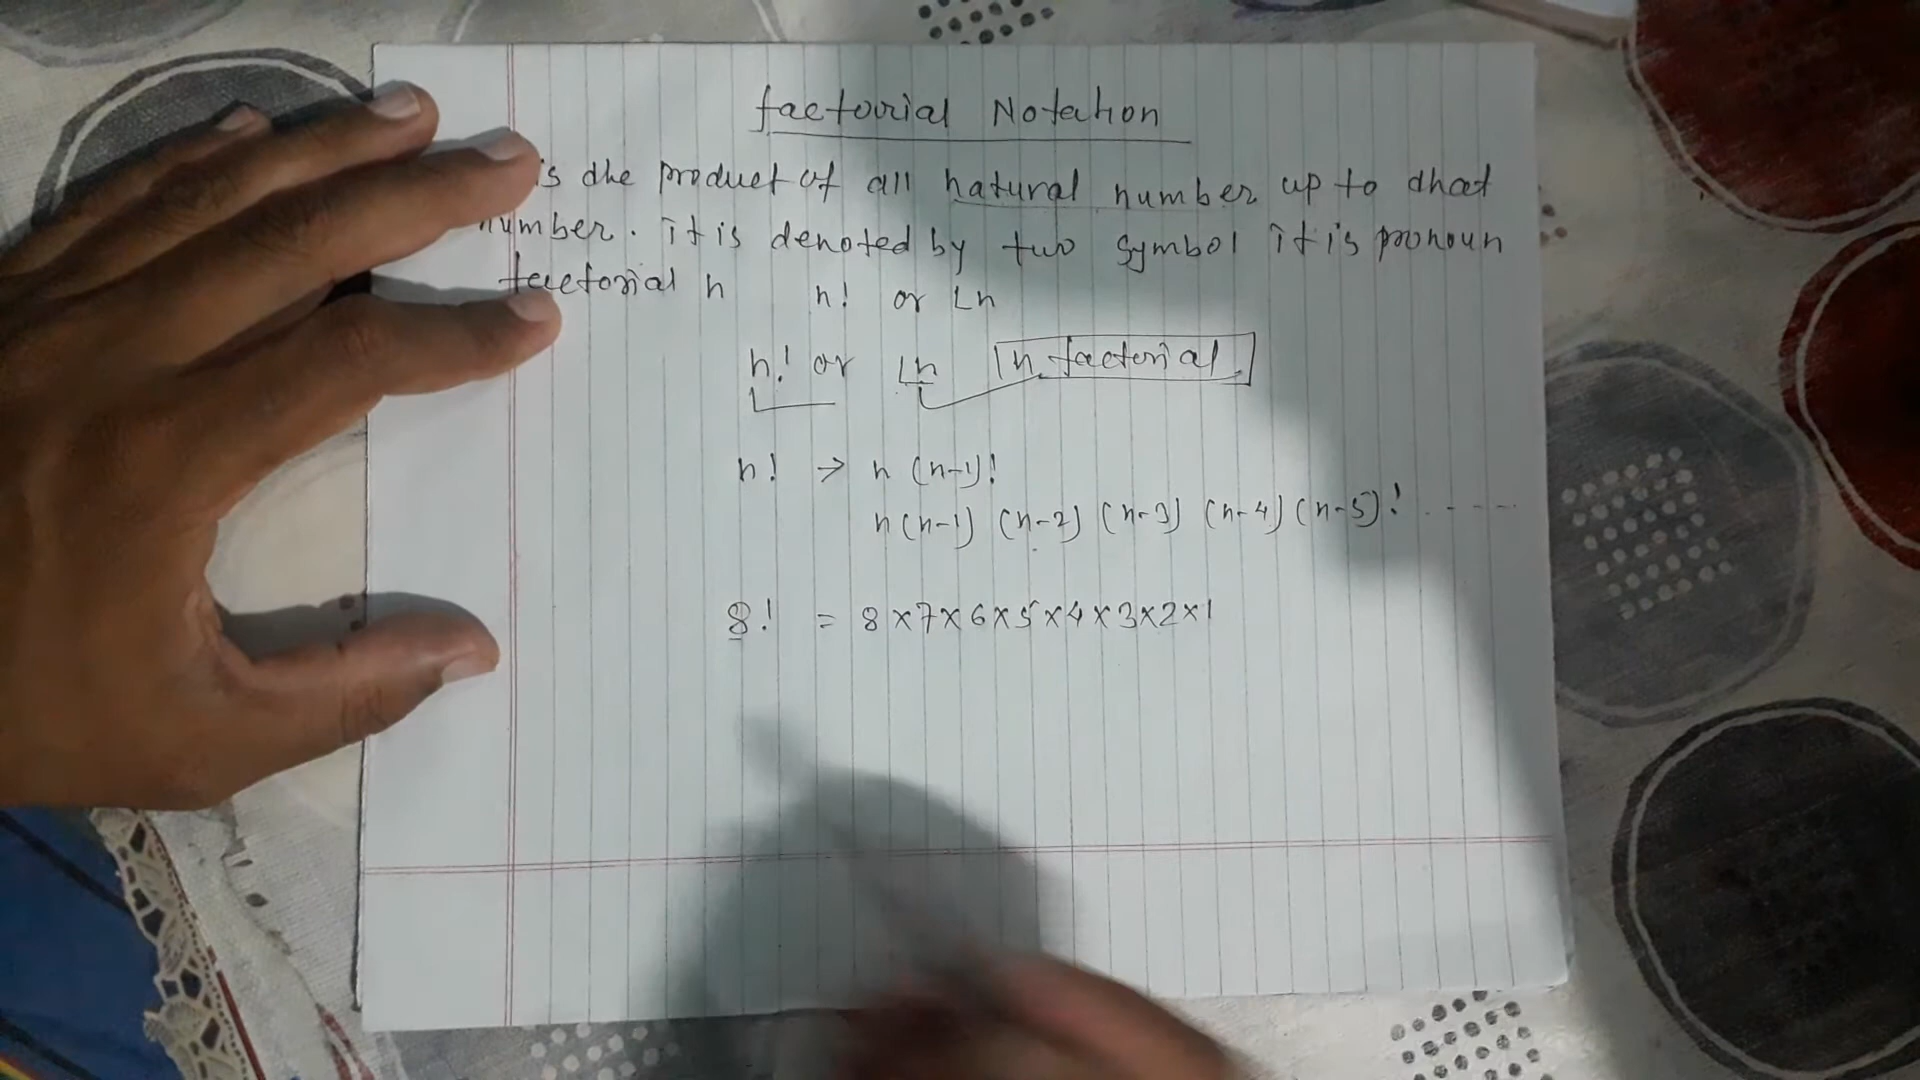 factorial Notation
is the product of all natural number up to that
number. it is denoted by two symbol it is pronoun
factorial n n! or Ln
n! or Ln n factorial
n! → n (n-1)!
n(n-1) (n-2) (n-3) (n-4) (n-5)! ------
8! = 8×7×6×5×4×3×2×1